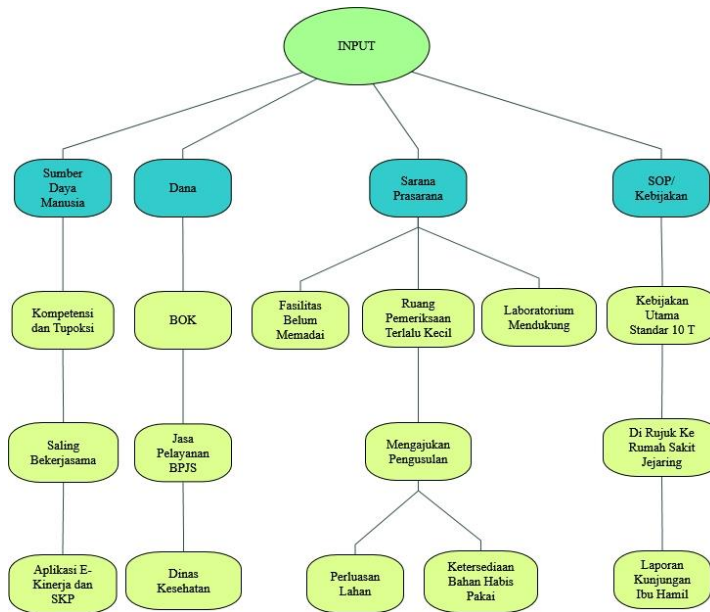 INPUT
Sumber
Daya
Manusia
Dana
Sarana
Prasarana
SOP/
Kebijakan
Kompetensi
dan Tupoksi
BOK
Fasilitas
Belum
Memadai
Ruang
Pemeriksaan
Terlalu Kecil
Laboratorium
Mendukung
Kebijakan
Utama
Standar 10 T
Saling
Bekerjasama
Jasa
Pelayanan
BPJS
Mengajukan
Pengusulan
Di Rujuk Ke
Rumah Sakit
Jejaring
Aplikasi E-
Kinerja dan
SKP
Dinas
Kesehatan
Perluasan
Lahan
Ketersediaan
Bahan Habis
Pakai
Laporan
Kunjungan
Ibu Hamil